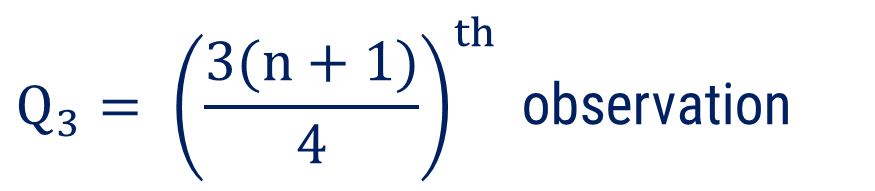 Q₃ = (3(n + 1)/4)ᵗʰ observation